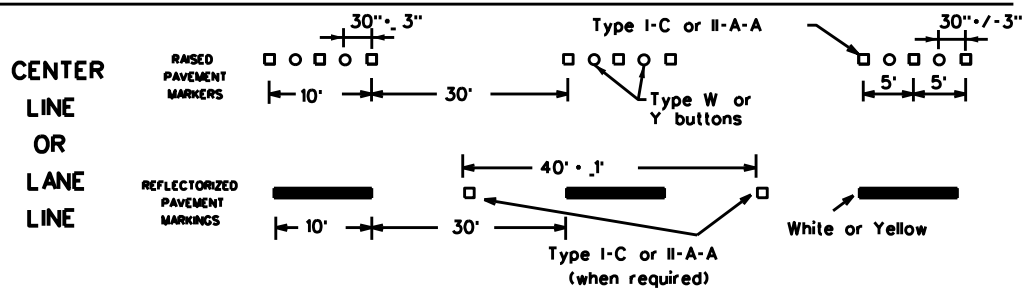 30"·_ 3"
Type I-C or II-A-A
30"·/-3"
CENTER
LINE
OR
LANE
LINE
RAISED
PAVEMENT
MARKERS
10'
30'
Type W or
Y buttons
5'
5'
40' · _1'
REFLECTORIZED
PAVEMENT
MARKINGS
10'
30'
Type I-C or II-A-A
(when required)
White or Yellow